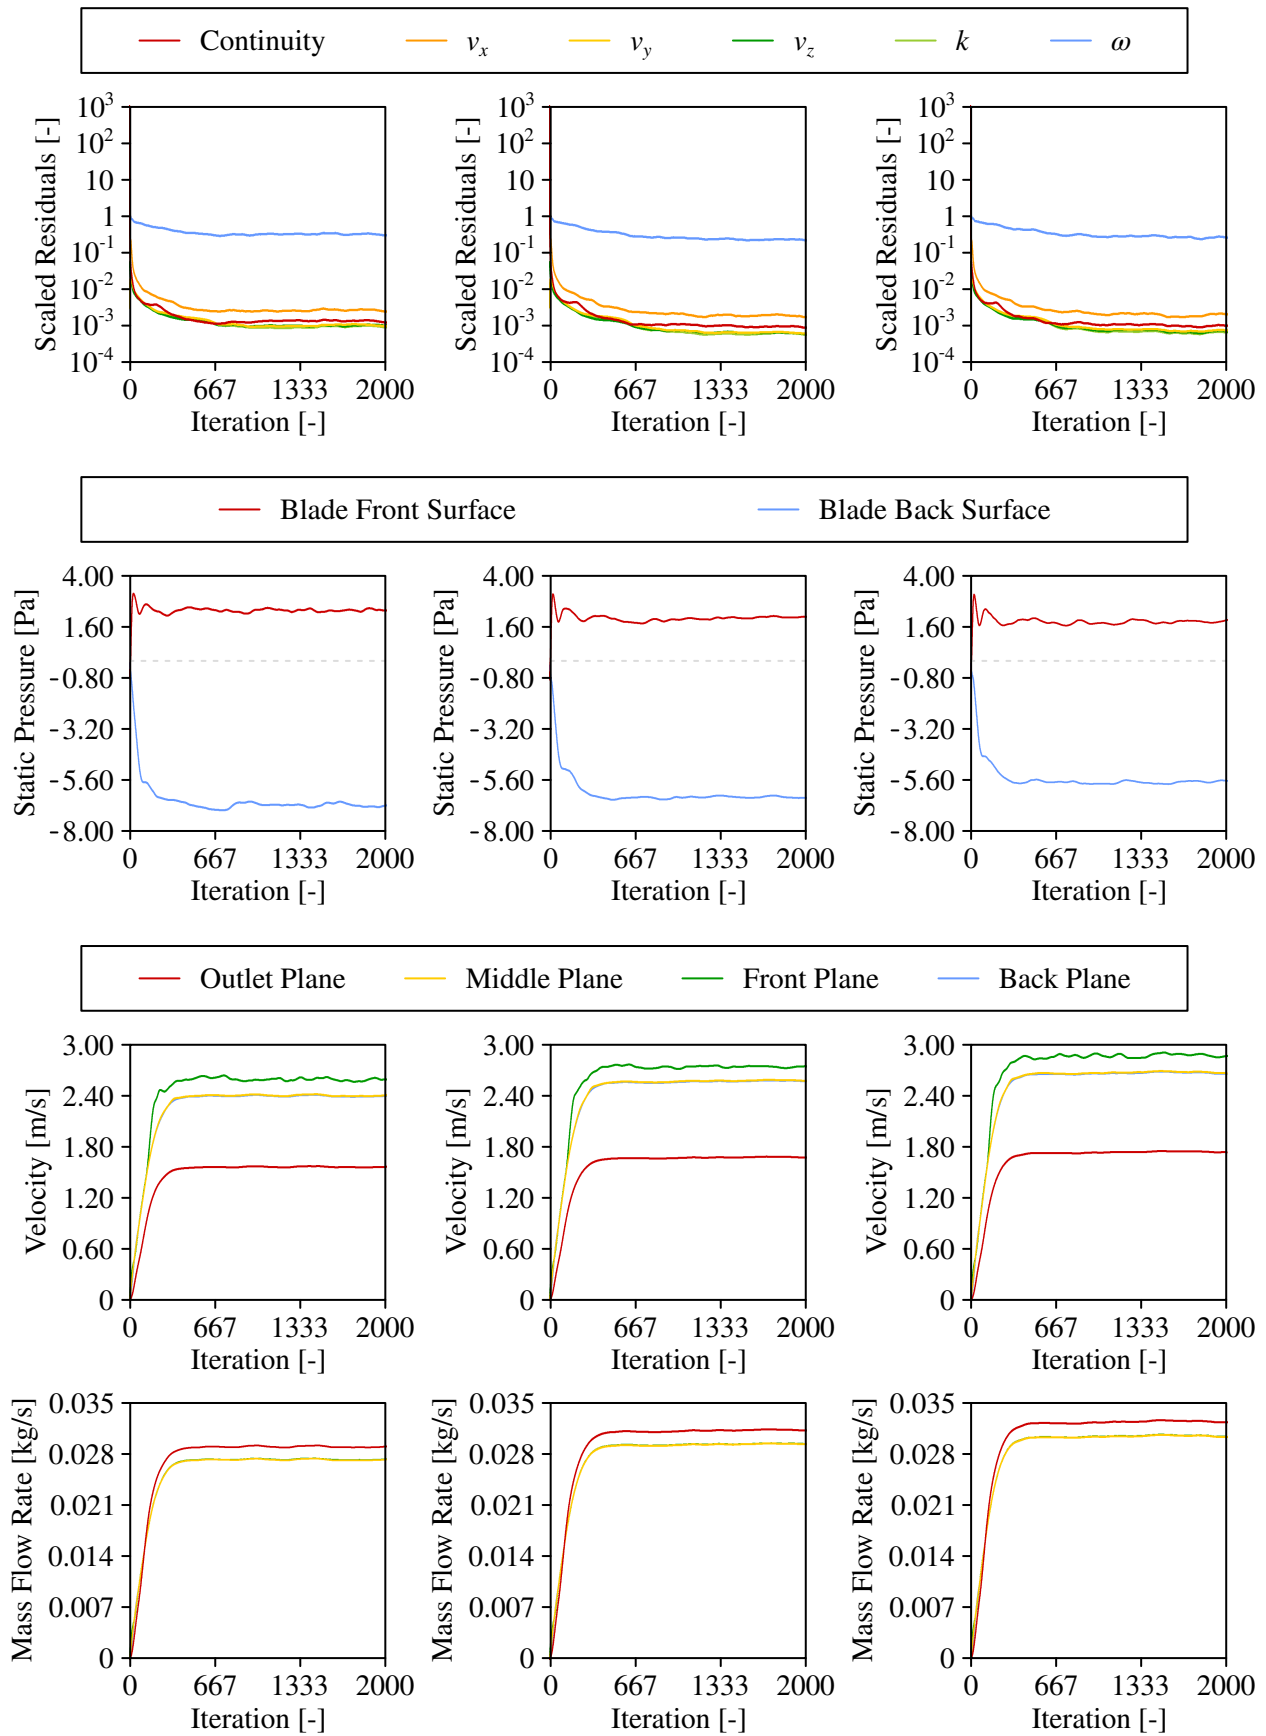 Continuity v_x v_y v_z k ω
Scaled Residuals [-] Scaled Residuals [-] Scaled Residuals [-]
10^3 10^3 10^3
10^2 10^2 10^2
10 10 10
1 1 1
10^-1 10^-1 10^-1
10^-2 10^-2 10^-2
10^-3 10^-3 10^-3
10^-4 10^-4 10^-4
0 667 1333 2000 0 667 1333 2000 0 667 1333 2000
Iteration [-] Iteration [-] Iteration [-]
Blade Front Surface Blade Back Surface
Static Pressure [Pa] Static Pressure [Pa] Static Pressure [Pa]
4.00 4.00 4.00
1.60 1.60 1.60
-0.80 -0.80 -0.80
-3.20 -3.20 -3.20
-5.60 -5.60 -5.60
-8.00 -8.00 -8.00
0 667 1333 2000 0 667 1333 2000 0 667 1333 2000
Iteration [-] Iteration [-] Iteration [-]
Outlet Plane Middle Plane Front Plane Back Plane
Velocity [m/s] Velocity [m/s] Velocity [m/s]
3.00 3.00 3.00
2.40 2.40 2.40
1.80 1.80 1.80
1.20 1.20 1.20
0.60 0.60 0.60
0 0 0
0 667 1333 2000 0 667 1333 2000 0 667 1333 2000
Iteration [-] Iteration [-] Iteration [-]
Mass Flow Rate [kg/s] Mass Flow Rate [kg/s] Mass Flow Rate [kg/s]
0.035 0.035 0.035
0.028 0.028 0.028
0.021 0.021 0.021
0.014 0.014 0.014
0.007 0.007 0.007
0 0 0
0 667 1333 2000 0 667 1333 2000 0 667 1333 2000
Iteration [-] Iteration [-] Iteration [-]